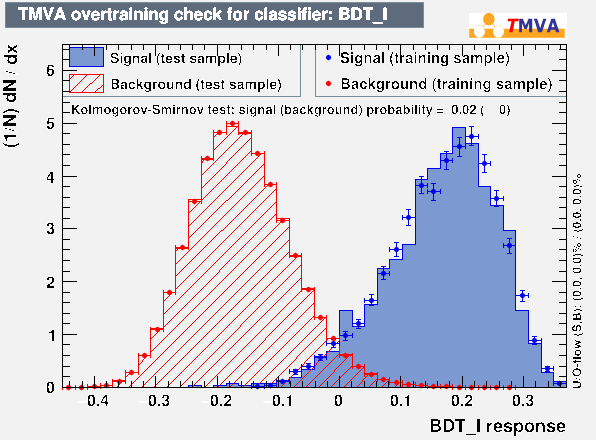 TMVA overtraining check for classifier: BDT_I
TMVA
(1/N) dN / dx
Signal (test sample)
Background (test sample)
Signal (training sample)
Background (training sample)
Kolmogorov-Smirnov test: signal (background) probability = 0.02 ( 0)
6
5
4
3
2
1
0
−0.4 −0.3 −0.2 −0.1 0 0.1 0.2 0.3
BDT_I response
U/O-flow (S,B): (0.0, 0.0)% / (0.0, 0.0)%